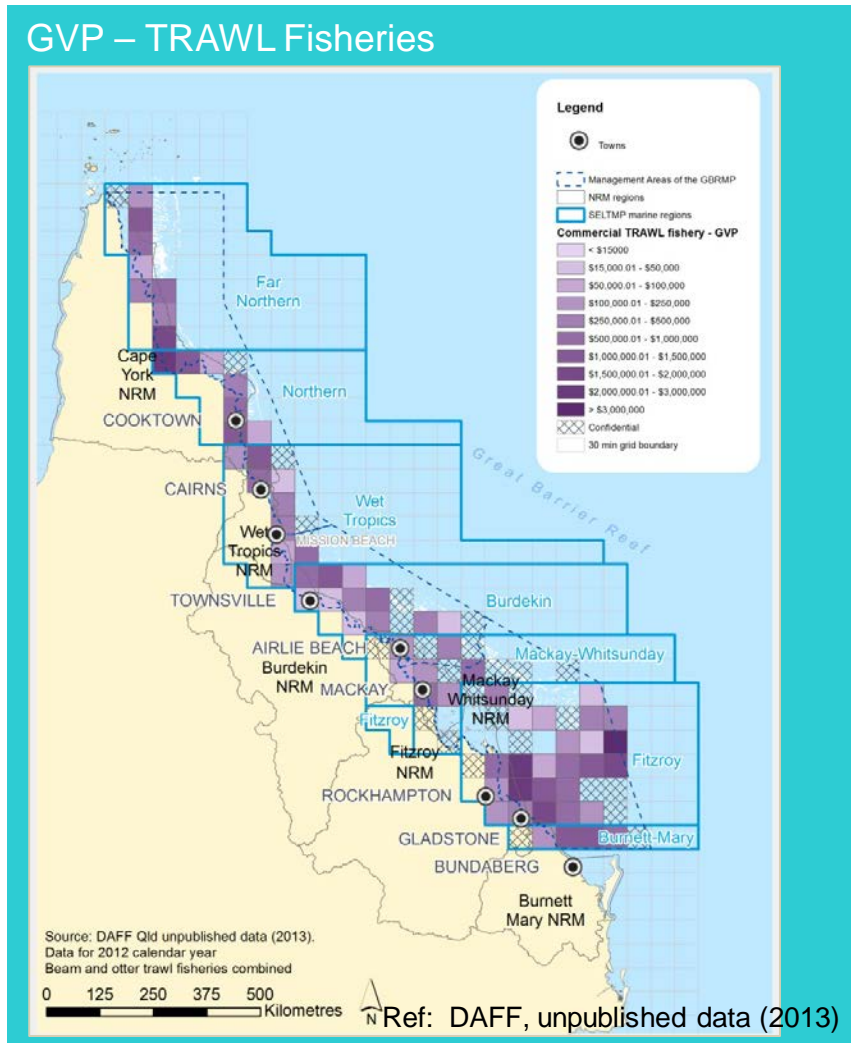 GVP – TRAWL Fisheries
Legend
Towns
Management Areas of the GBRMP
NRM regions
SELTMP marine regions
Commercial TRAWL fishery - GVP
< $15000
$15,000.01 - $50,000
$50,000.01 - $100,000
$100,000.01 - $250,000
$250,000.01 - $500,000
$500,000.01 - $1,000,000
$1,000,000.01 - $1,500,000
$1,500,000.01 - $2,000,000
$2,000,000.01 - $3,000,000
> $3,000,000
Confidential
30 min grid boundary
Far
Northern
Cape
York
NRM
Northern
COOKTOWN
Great Barrier Reef
CAIRNS
Wet
Tropics
Wet
Tropics
NRM
MISSION BEACH
TOWNSVILLE
Burdekin
AIRLIE BEACH
Mackay-Whitsunday
Burdekin
NRM
MACKAY
Mackay
Whitsunday
NRM
Fitzroy
Fitzroy
NRM
Fitzroy
ROCKHAMPTON
GLADSTONE
Burnett-Mary
BUNDABERG
Burnett
Mary NRM
Source: DAFF Qld unpublished data (2013).
Data for 2012 calendar year
Beam and otter trawl fisheries combined
0 125 250 375 500
Kilometres
N
Ref: DAFF, unpublished data (2013)